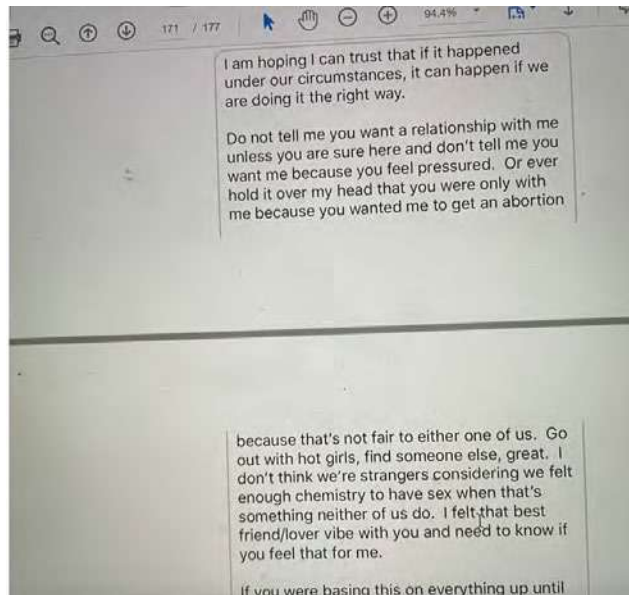 171 / 177
94.4%
I am hoping I can trust that if it happened
under our circumstances, it can happen if we
are doing it the right way.
Do not tell me you want a relationship with me
unless you are sure here and don't tell me you
want me because you feel pressured.  Or ever
hold it over my head that you were only with
me because you wanted me to get an abortion
because that's not fair to either one of us.  Go
out with hot girls, find someone else, great.  I
don't think we're strangers considering we felt
enough chemistry to have sex when that's
something neither of us do.  I felt that best
friend/lover vibe with you and need to know if
you feel that for me.
If you were basing this on everything up until